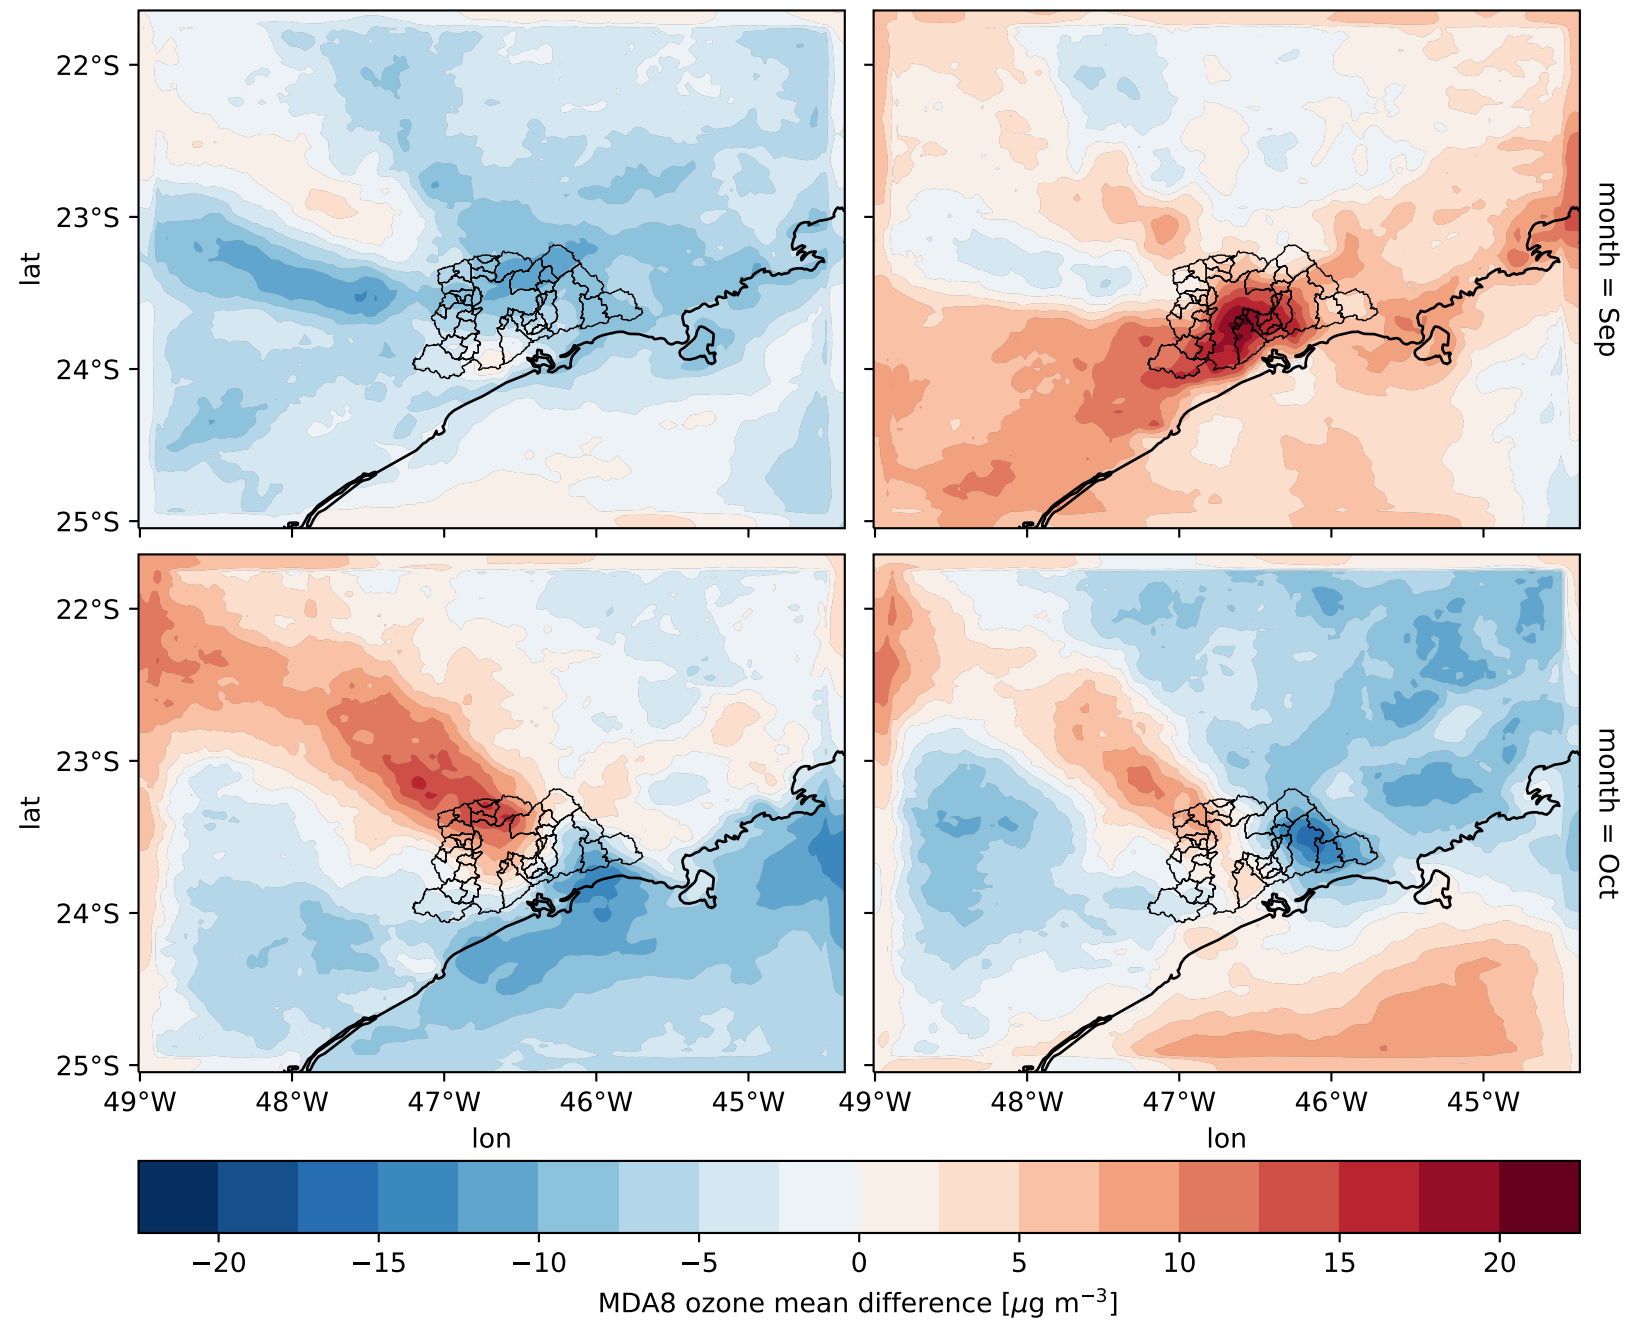 22°S
23°S
24°S
25°S
lat
month = Sep
22°S
23°S
24°S
25°S
lat
month = Oct
49°W 48°W 47°W 46°W 45°W 49°W 48°W 47°W 46°W 45°W
lon lon
−20 −15 −10 −5 0 5 10 15 20
MDA8 ozone mean difference [μg m⁻³]